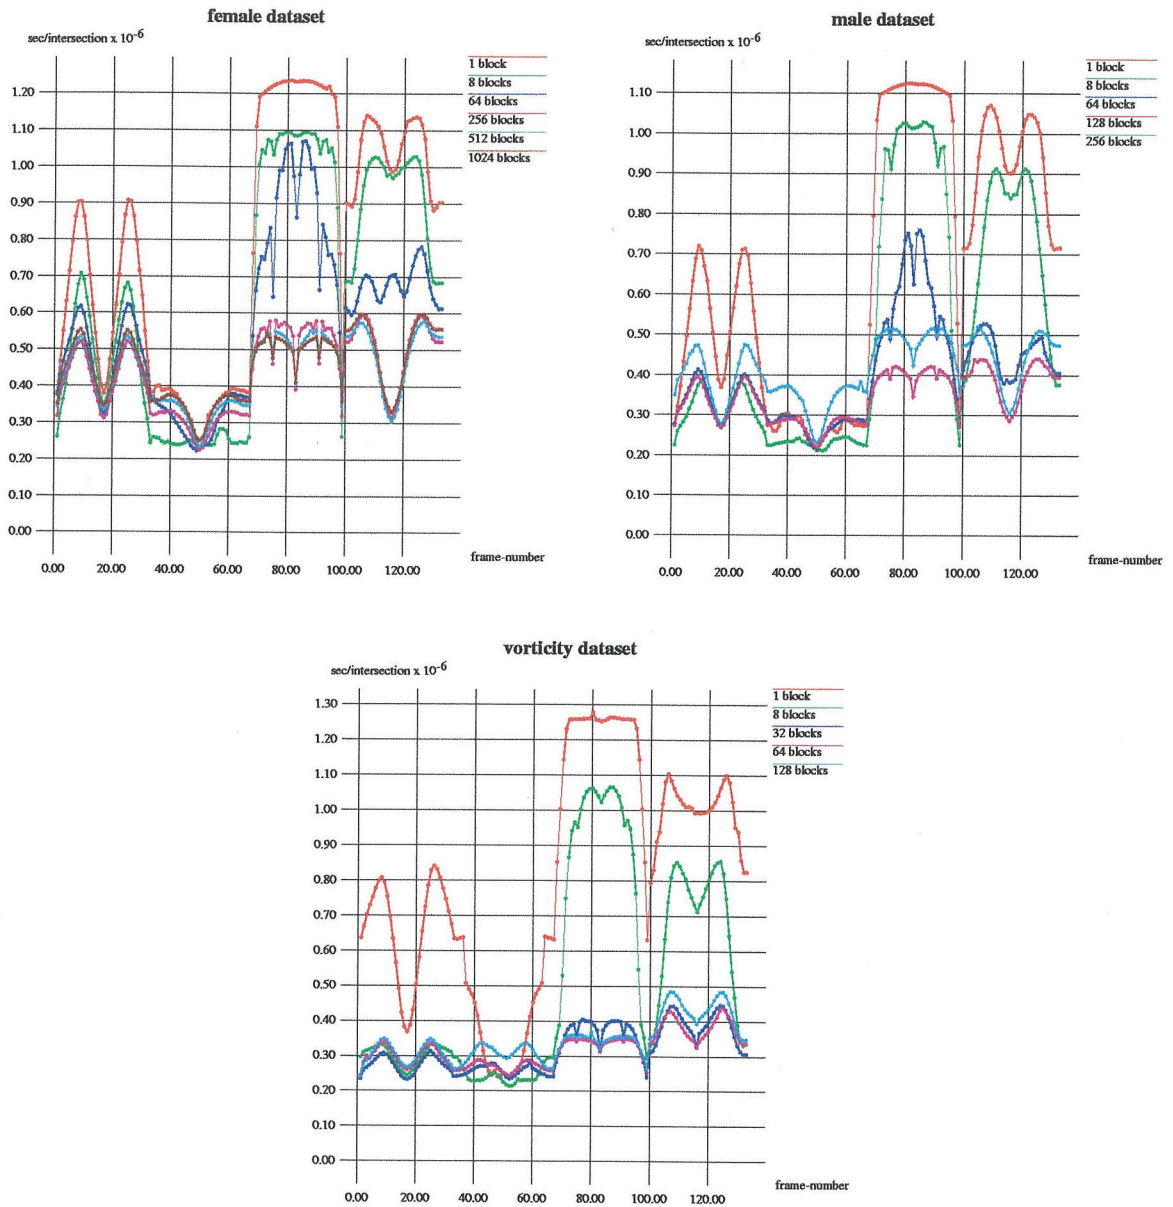 female dataset
sec/intersection x 10-6
1.20
1.10
1.00
0.90
0.80
0.70
0.60
0.50
0.40
0.30
0.20
0.10
0.00
0.00 20.00 40.00 60.00 80.00 100.00 120.00
frame-number
1 block
8 blocks
64 blocks
256 blocks
512 blocks
1024 blocks
male dataset
sec/intersection x 10-6
1.10
1.00
0.90
0.80
0.70
0.60
0.50
0.40
0.30
0.20
0.10
0.00
0.00 20.00 40.00 60.00 80.00 100.00 120.00
frame-number
1 block
8 blocks
64 blocks
128 blocks
256 blocks
vorticity dataset
sec/intersection x 10-6
1.30
1.20
1.10
1.00
0.90
0.80
0.70
0.60
0.50
0.40
0.30
0.20
0.10
0.00
0.00 20.00 40.00 60.00 80.00 100.00 120.00
frame-number
1 block
8 blocks
32 blocks
64 blocks
128 blocks